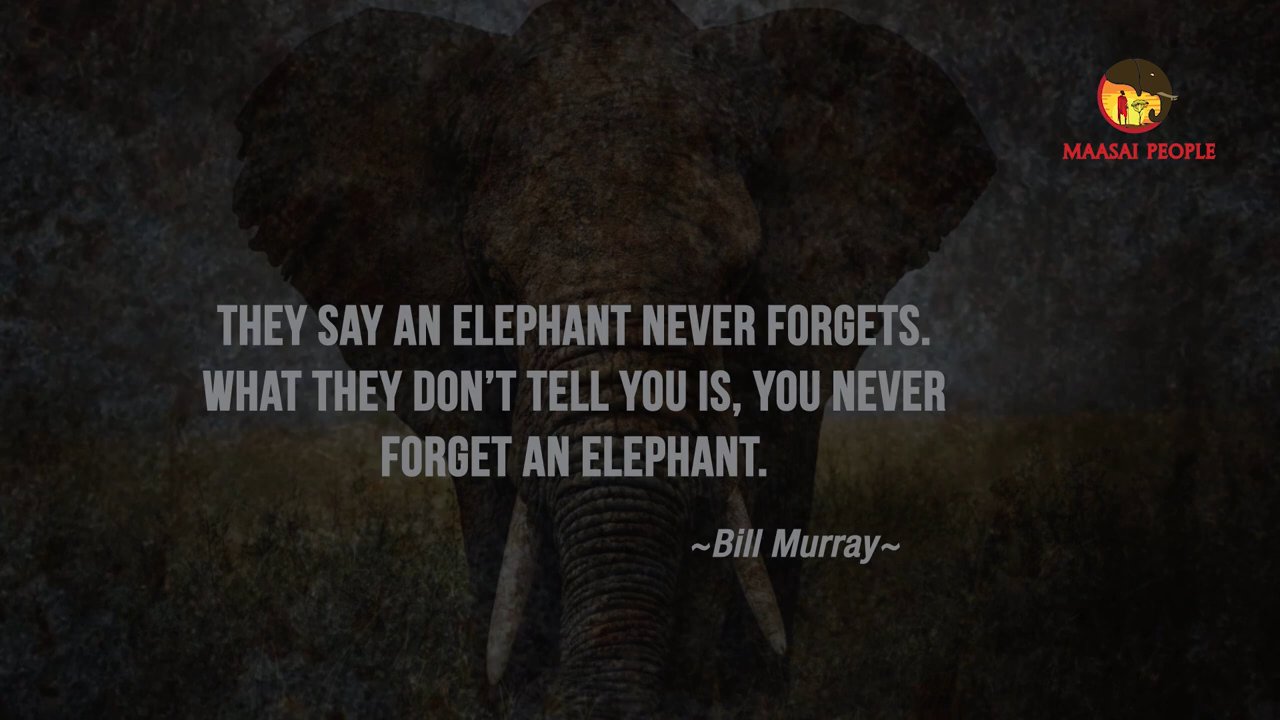 MAASAI PEOPLE
THEY SAY AN ELEPHANT NEVER FORGETS.
WHAT THEY DON'T TELL YOU IS, YOU NEVER
FORGET AN ELEPHANT.
~Bill Murray~